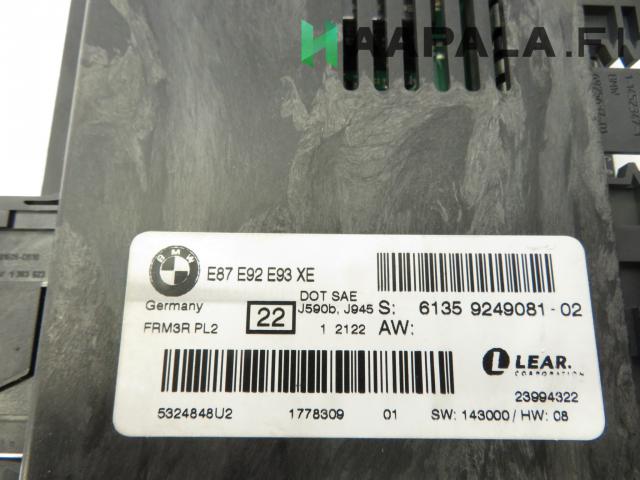 HAAPALA.FI
BMW
E87 E92 E93 XE
Germany
DOT SAE
FRM3R PL2
22
J590b, J945
1 2122
S: 6135 9249081-02
AW:
LEAR.
CORPORATION
23994322
5324848U2 1778309 01 SW: 143000 / HW: 08